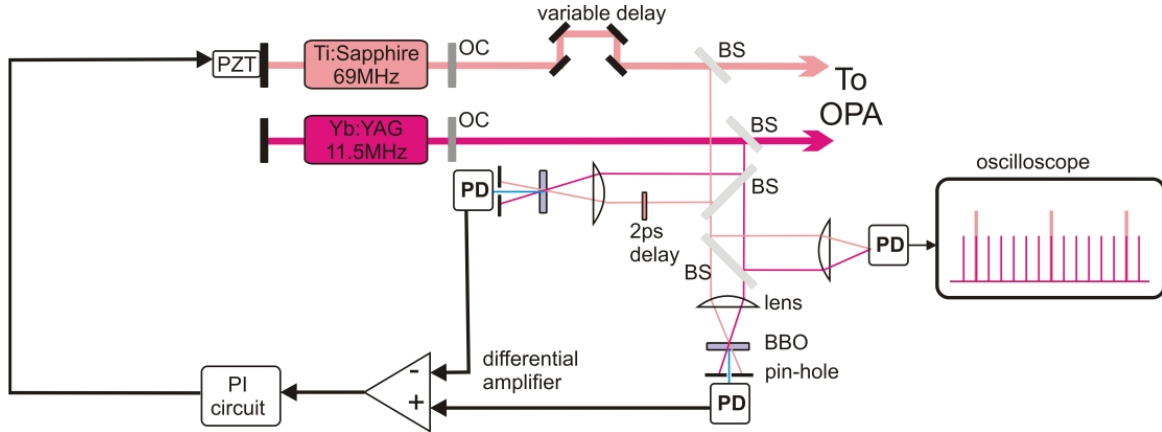 variable delay
PZT
Ti:Sapphire
69MHz
OC
BS
To
OPA
Yb:YAG
11.5MHz
OC
BS
oscilloscope
PD
BS
2ps
delay
PD
BS
lens
BBO
pin-hole
PD
differential
amplifier
-
+
PI
circuit